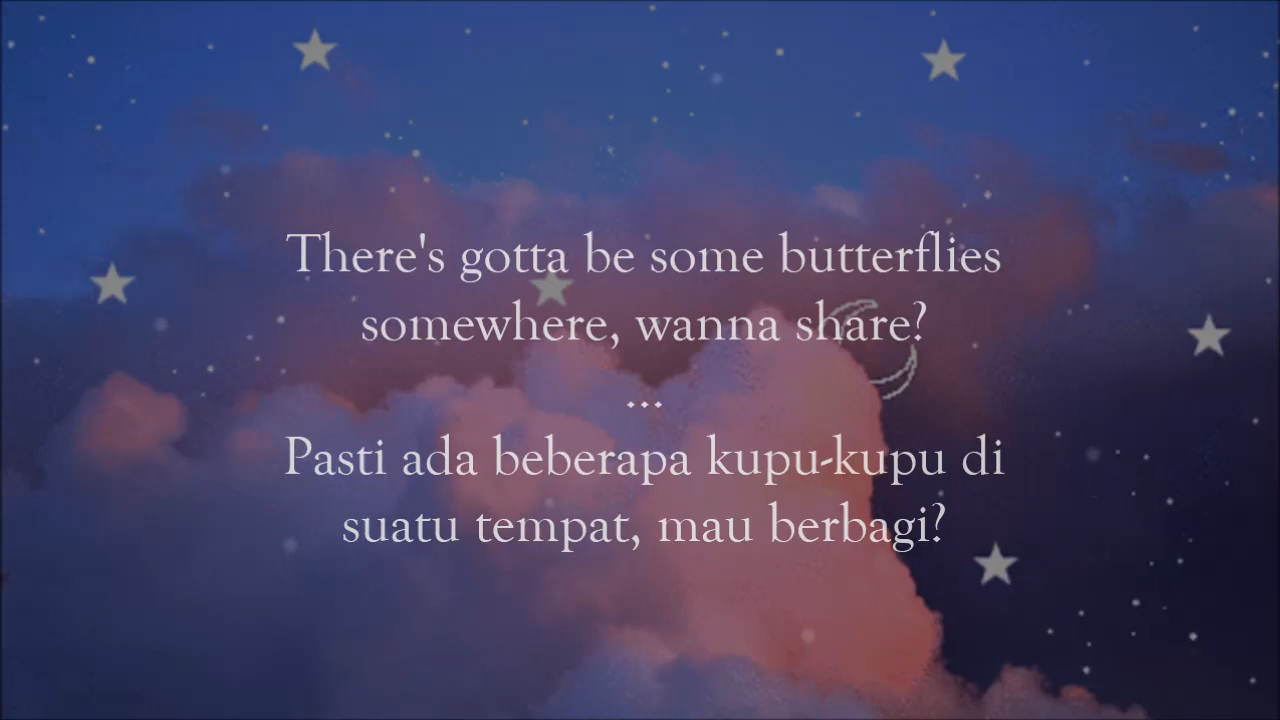 There's gotta be some butterflies
somewhere, wanna share?
...
Pasti ada beberapa kupu-kupu di
suatu tempat, mau berbagi?